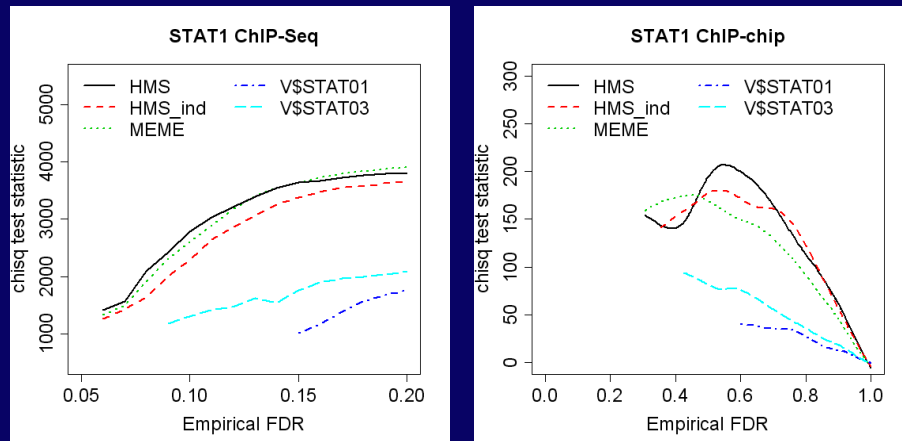 STAT1 ChIP-Seq
HMS
HMS_ind
MEME
V$STAT01
V$STAT03
chisq test statistic
5000
4000
3000
2000
1000
0.05
0.10
0.15
0.20
Empirical FDR
STAT1 ChIP-chip
HMS
HMS_ind
MEME
V$STAT01
V$STAT03
chisq test statistic
300
250
200
150
100
50
0
0.0
0.2
0.4
0.6
0.8
1.0
Empirical FDR